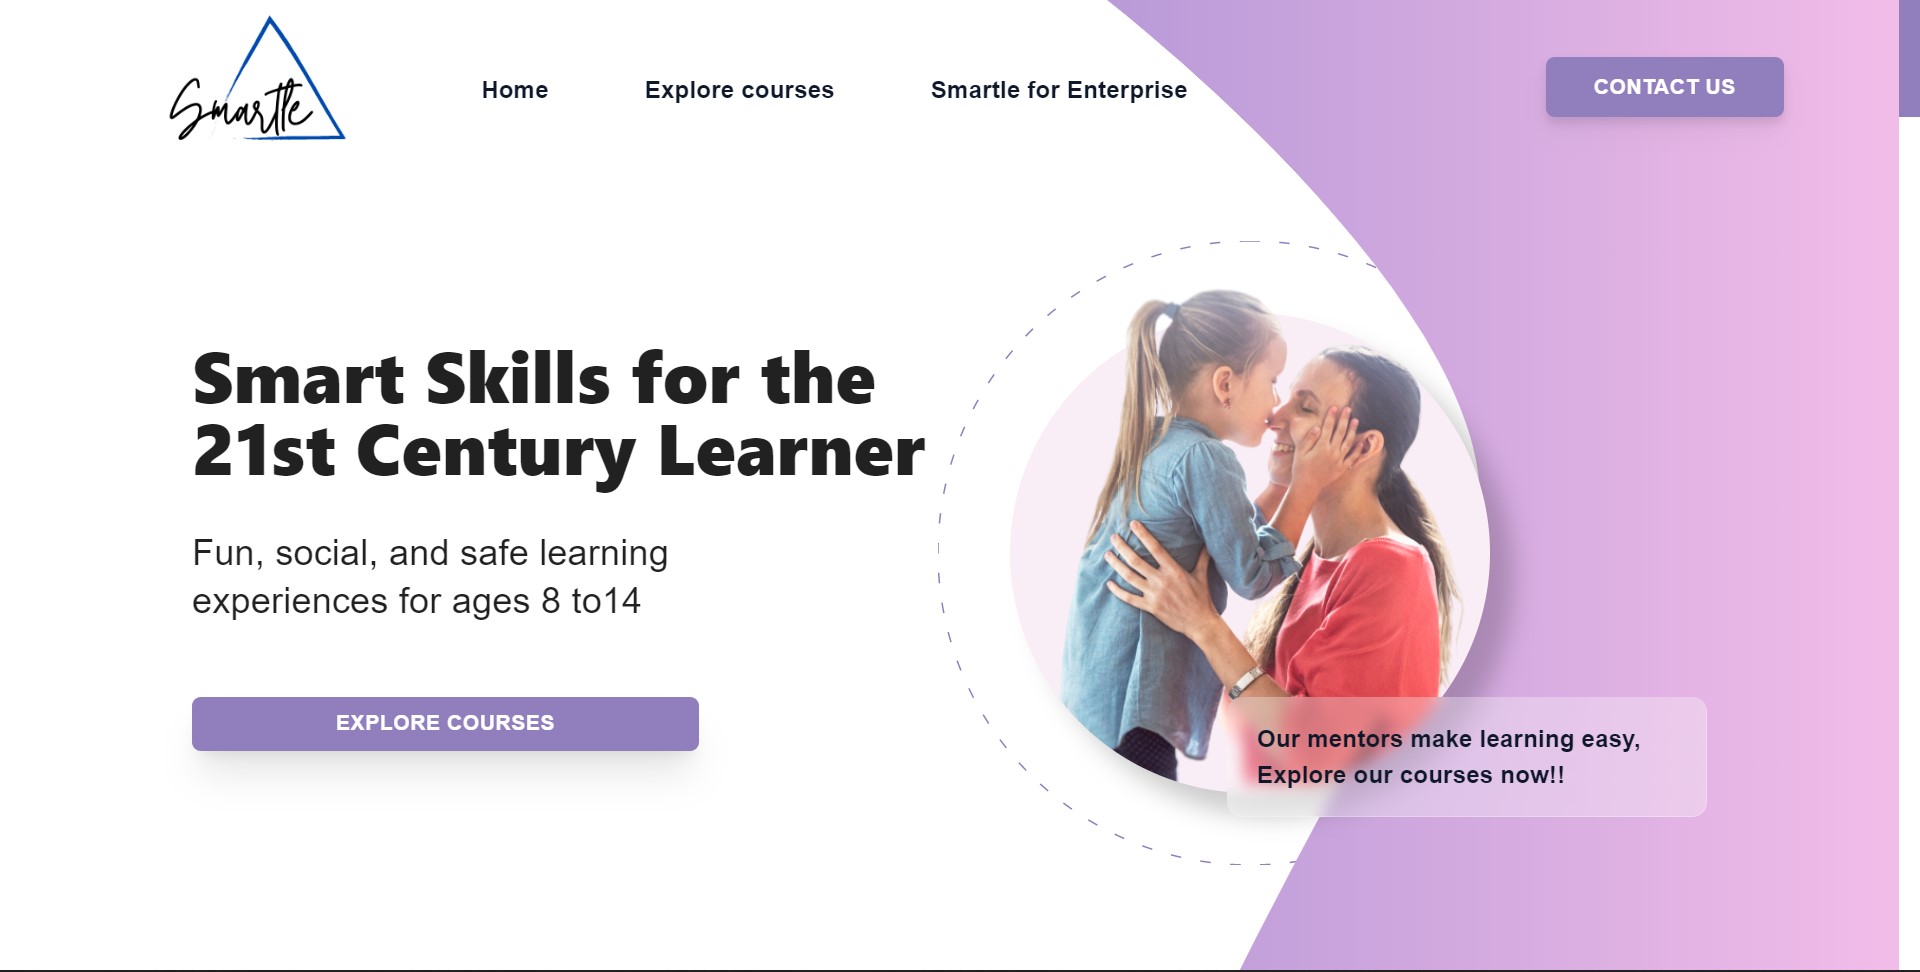 Smartle
Home
Explore courses
Smartle for Enterprise
CONTACT US
Smart Skills for the
21st Century Learner
Fun, social, and safe learning
experiences for ages 8 to14
EXPLORE COURSES
Our mentors make learning easy,
Explore our courses now!!